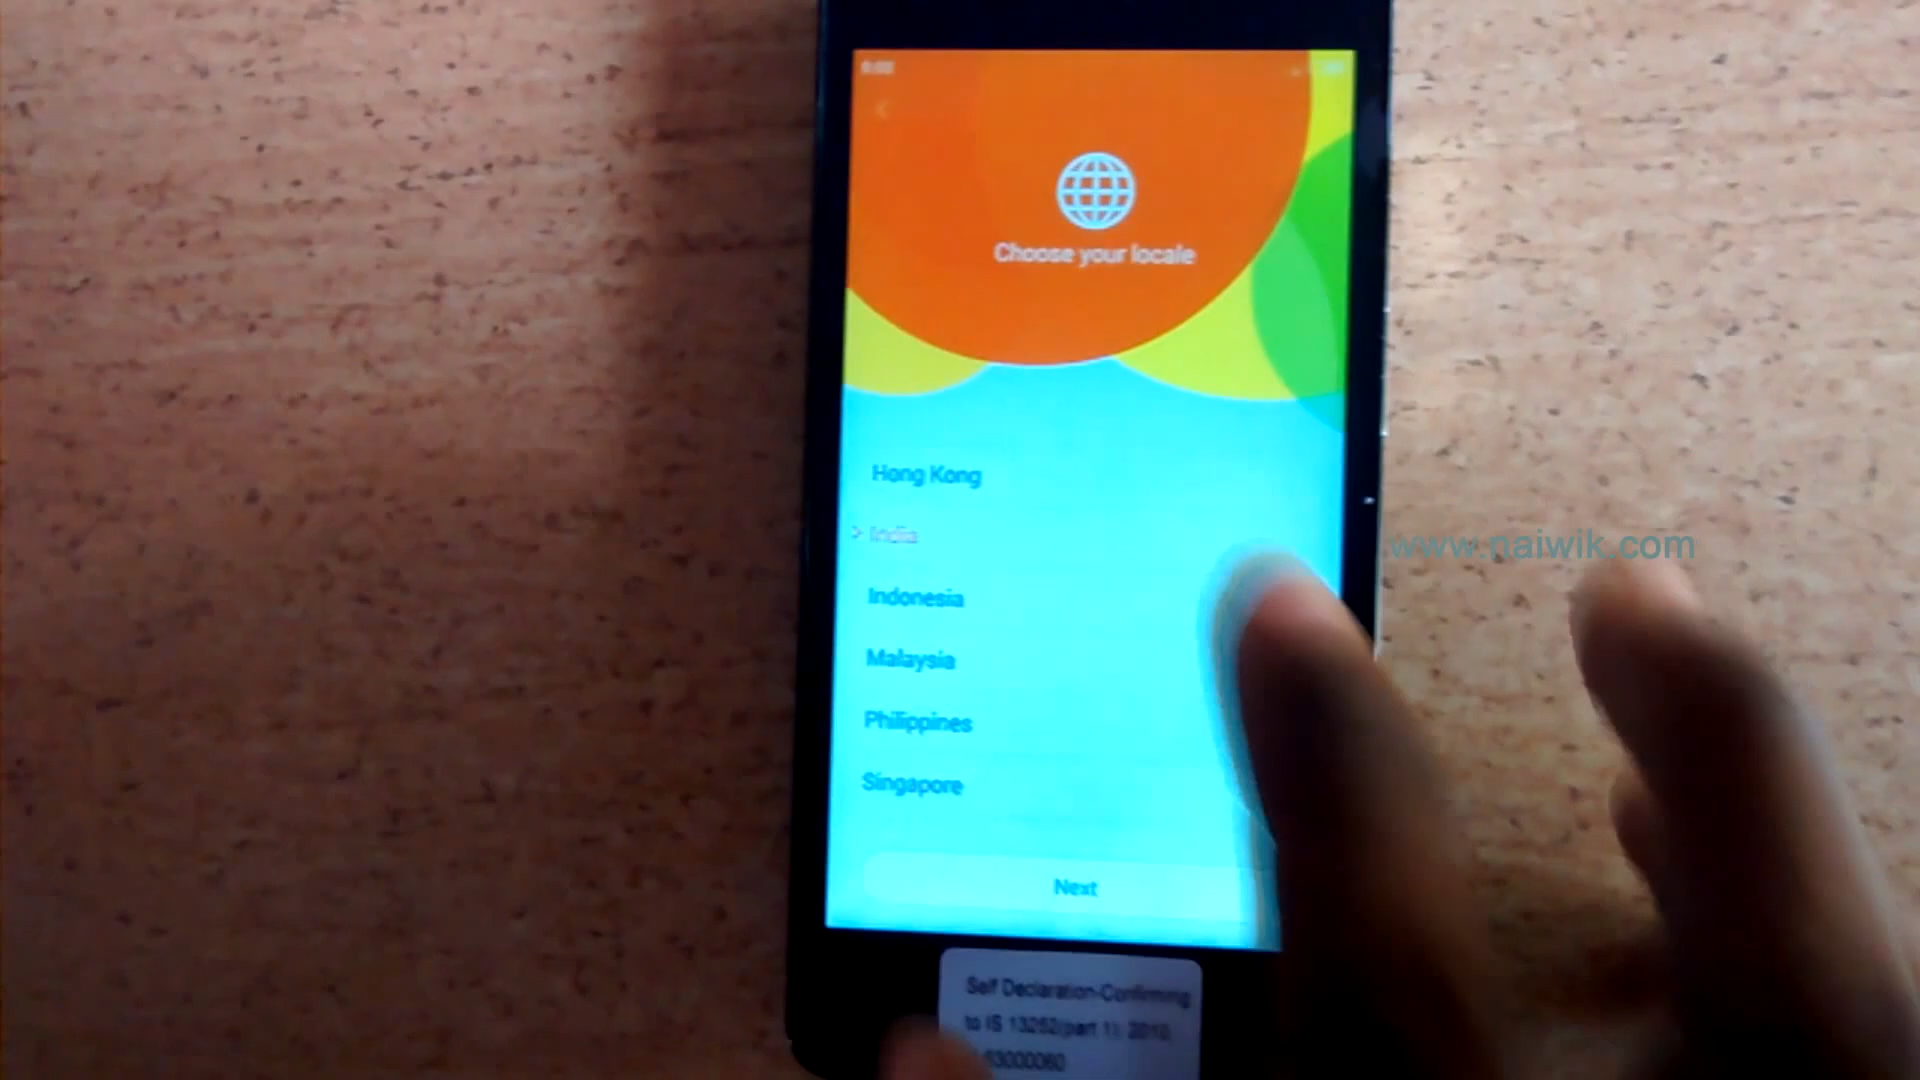 Choose your locale
Hong Kong
> India
Indonesia
Malaysia
Philippines
Singapore
Next
www.naiwik.com
Self Declaration-Confirming
to IS 13252(part 1): 2010,